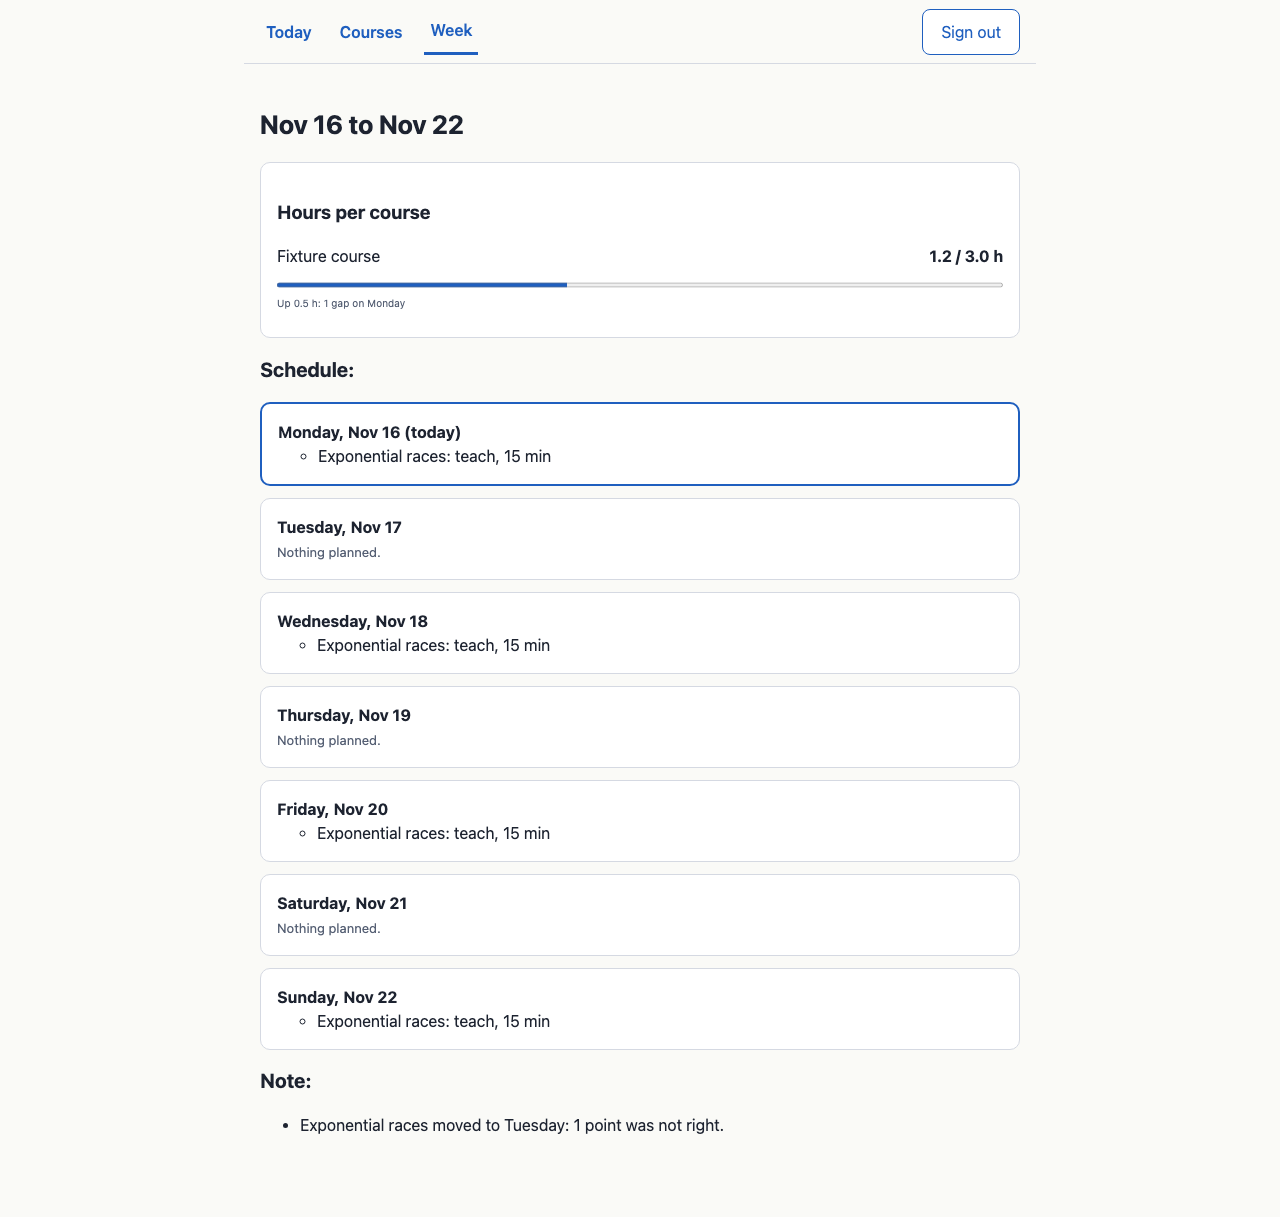 Today Courses Week Sign out
Nov 16 to Nov 22
Hours per course
Fixture course 1.2 / 3.0 h
Up 0.5 h: 1 gap on Monday
Schedule:
Monday, Nov 16 (today)
Exponential races: teach, 15 min
Tuesday, Nov 17
Nothing planned.
Wednesday, Nov 18
Exponential races: teach, 15 min
Thursday, Nov 19
Nothing planned.
Friday, Nov 20
Exponential races: teach, 15 min
Saturday, Nov 21
Nothing planned.
Sunday, Nov 22
Exponential races: teach, 15 min
Note:
Exponential races moved to Tuesday: 1 point was not right.